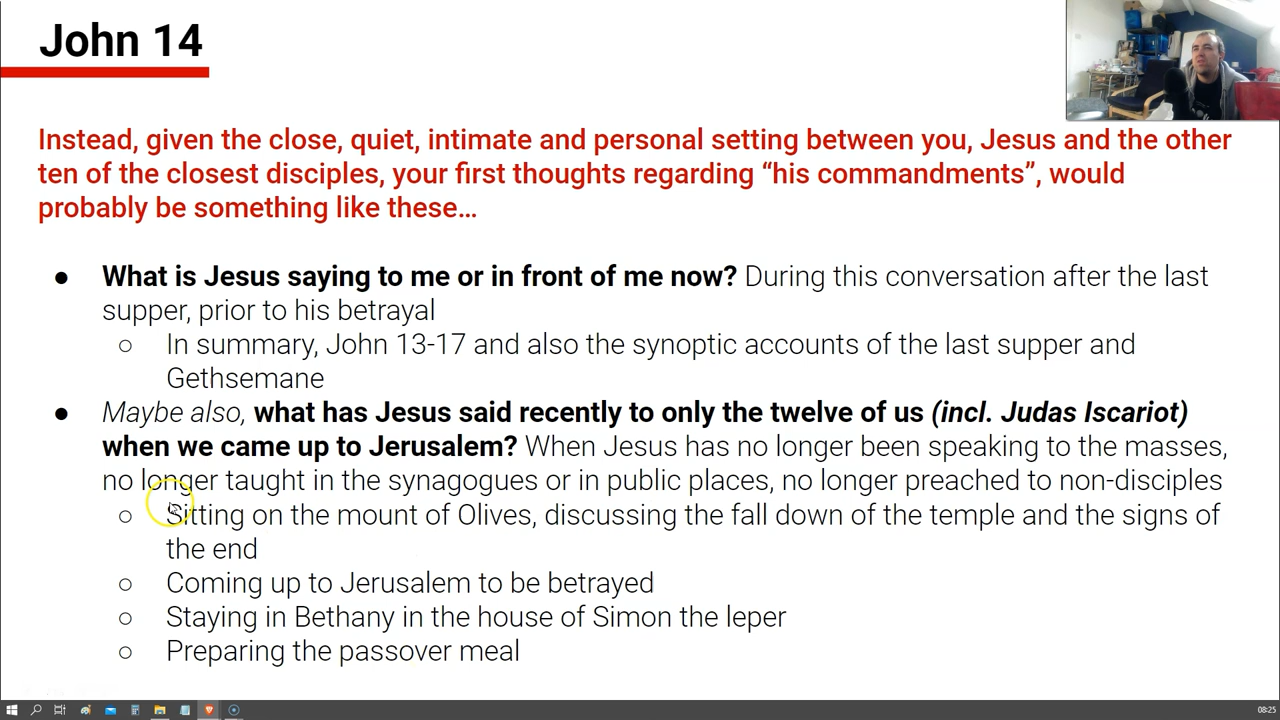 John 14
Instead, given the close, quiet, intimate and personal setting between you, Jesus and the other
ten of the closest disciples, your first thoughts regarding “his commandments”, would
probably be something like these…
● What is Jesus saying to me or in front of me now? During this conversation after the last
supper, prior to his betrayal
○ In summary, John 13-17 and also the synoptic accounts of the last supper and
Gethsemane
● Maybe also, what has Jesus said recently to only the twelve of us (incl. Judas Iscariot)
when we came up to Jerusalem? When Jesus has no longer been speaking to the masses,
no longer taught in the synagogues or in public places, no longer preached to non-disciples
○ Sitting on the mount of Olives, discussing the fall down of the temple and the signs of
the end
○ Coming up to Jerusalem to be betrayed
○ Staying in Bethany in the house of Simon the leper
○ Preparing the passover meal
08:25